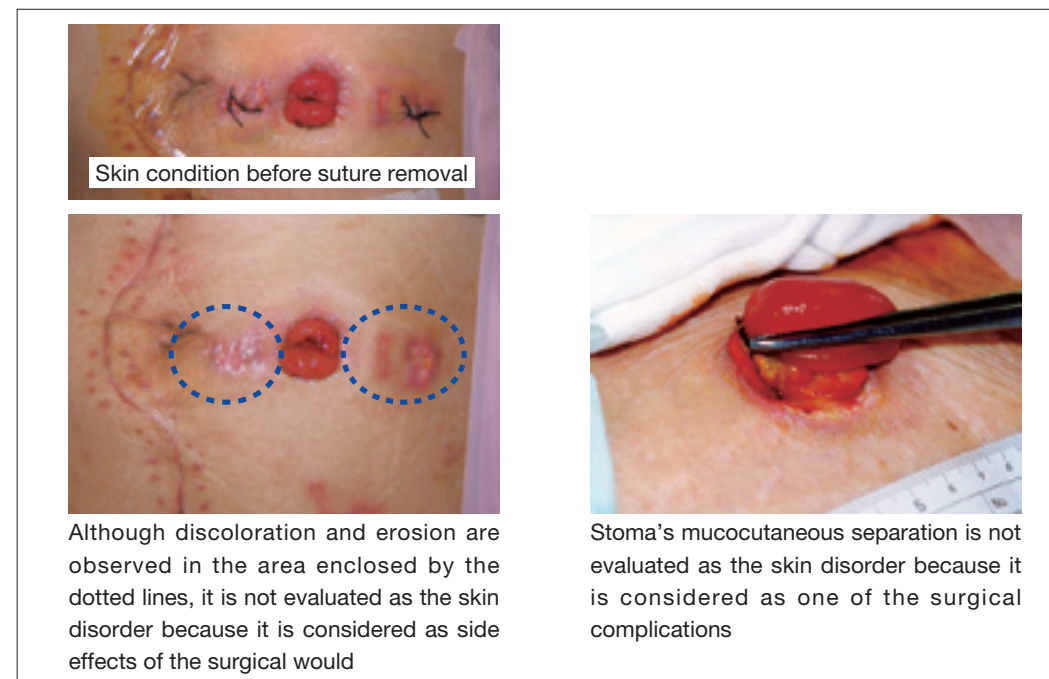 Skin condition before suture removal
Although discoloration and erosion are
observed in the area enclosed by the
dotted lines, it is not evaluated as the skin
disorder because it is considered as side
effects of the surgical would
Stoma's mucocutaneous separation is not
evaluated as the skin disorder because it
is considered as one of the surgical
complications